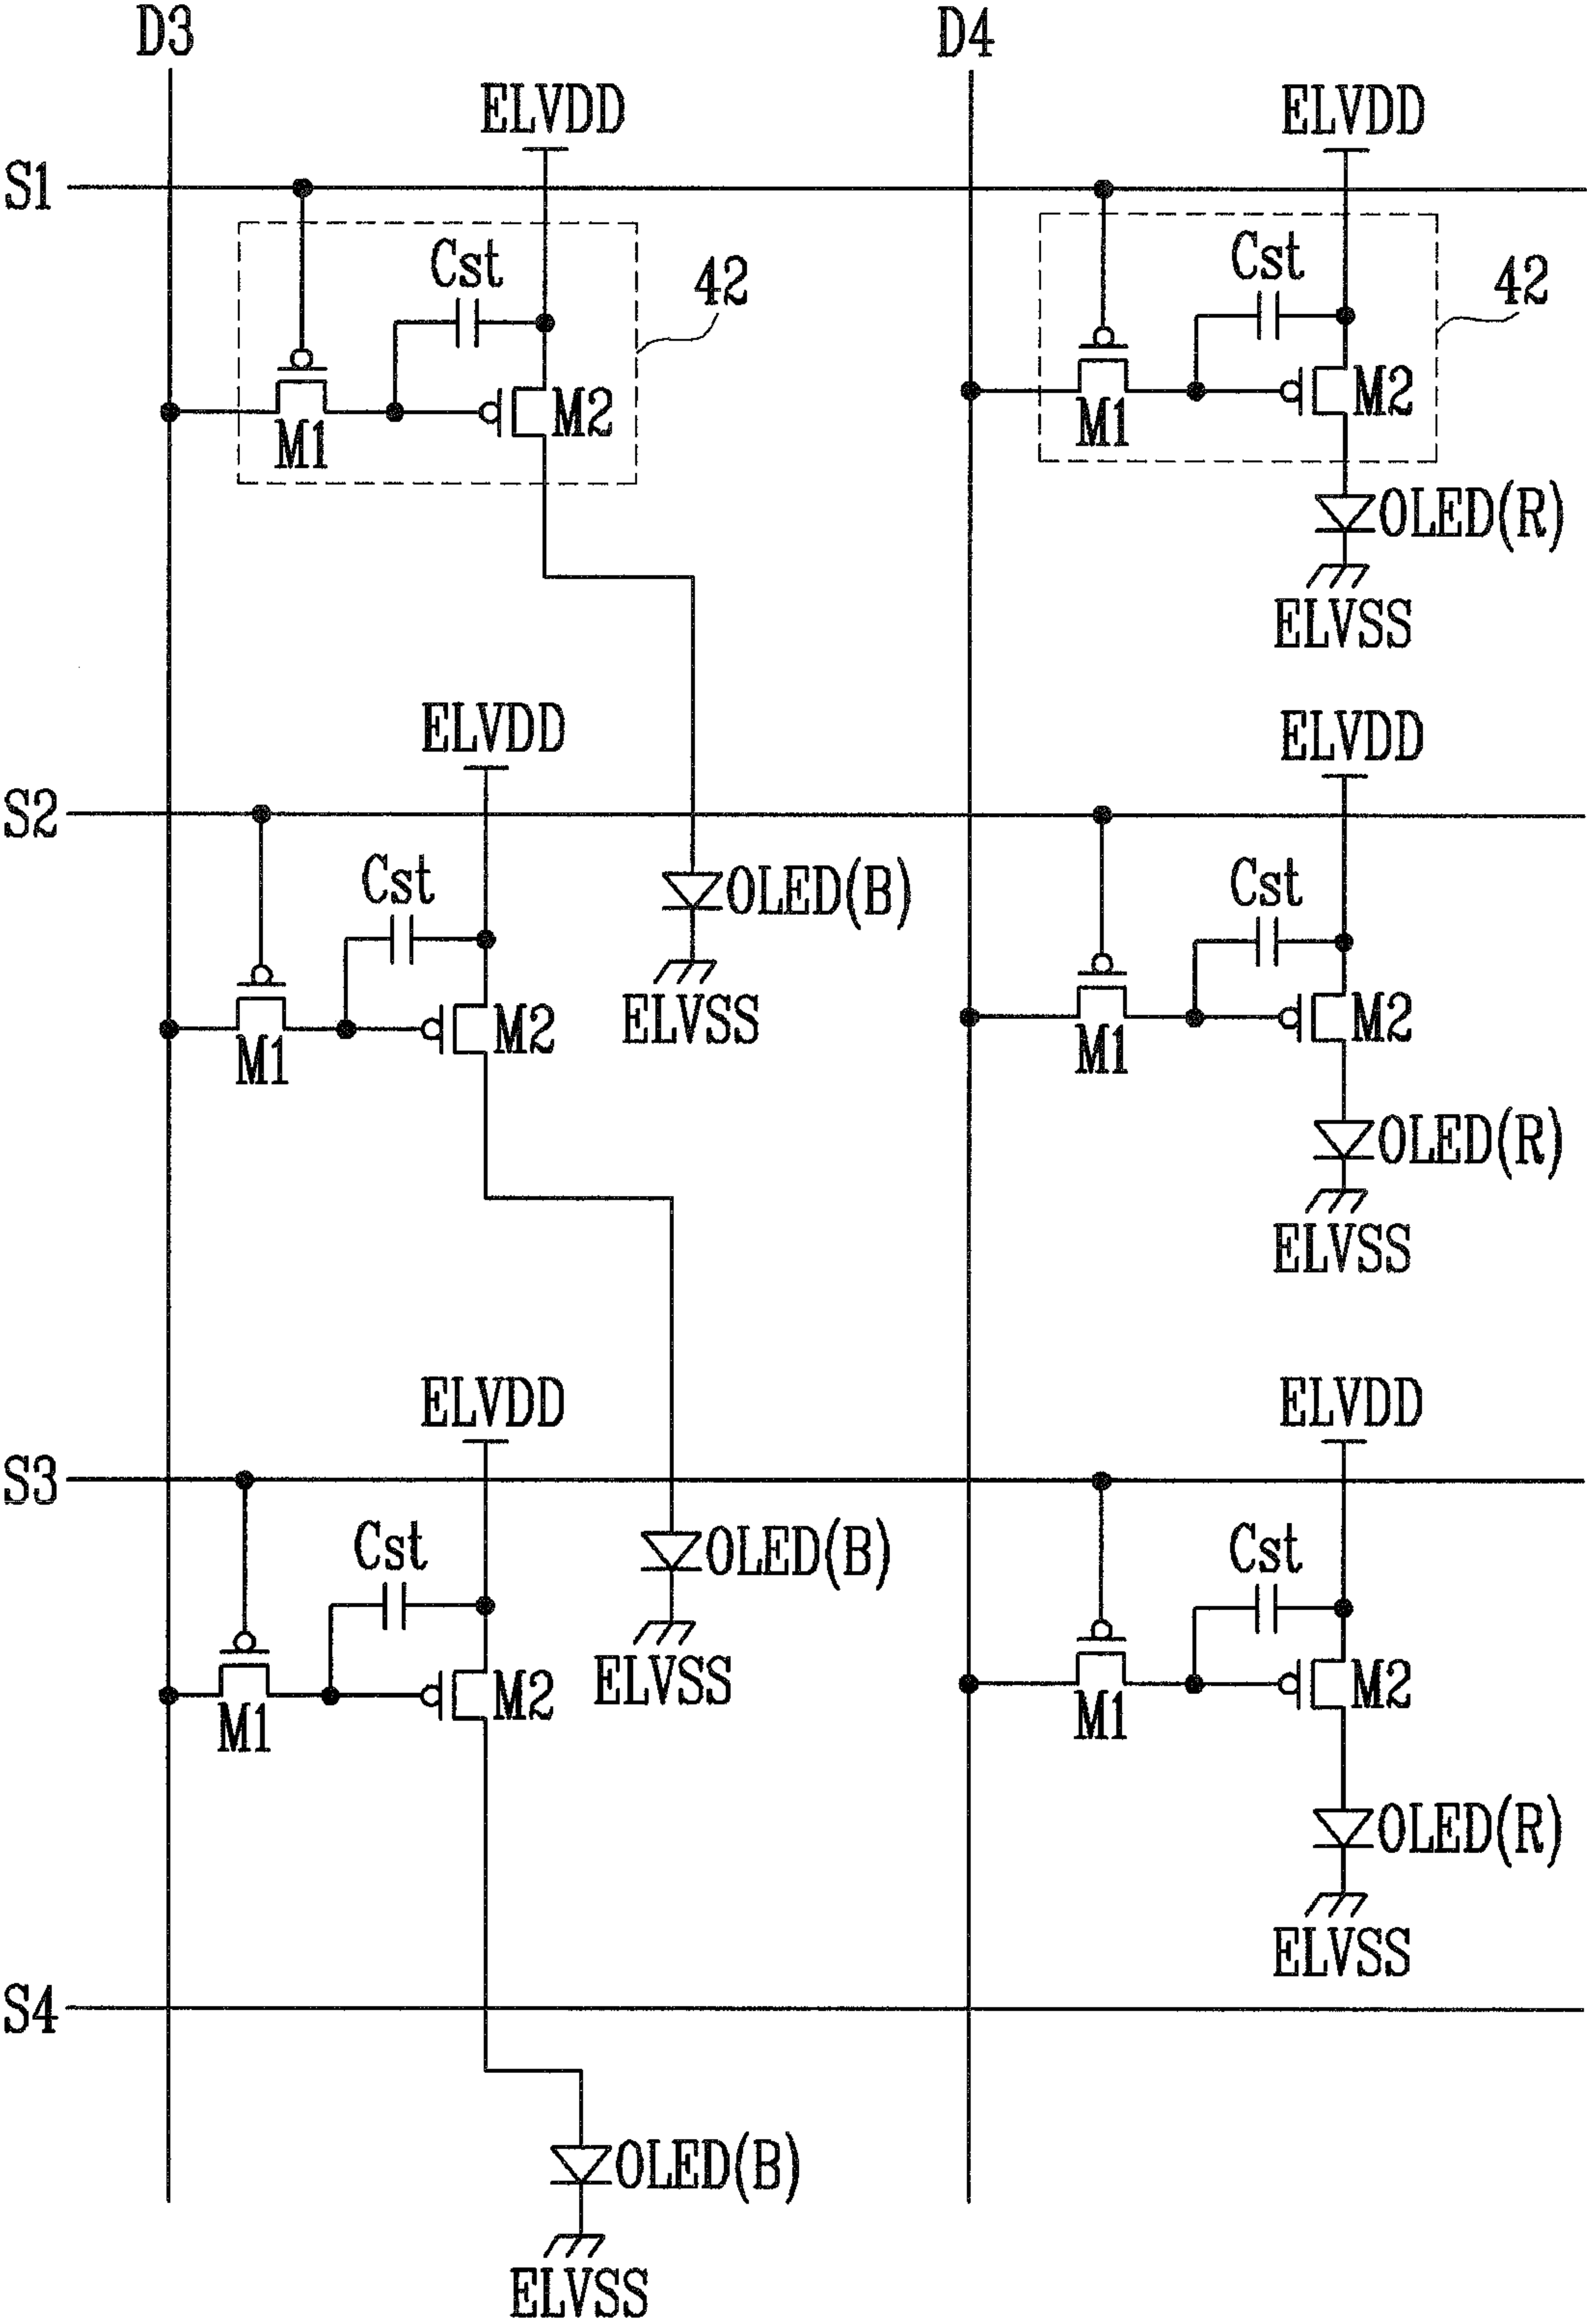 D3 D4
ELVDD ELVDD
S1
Cst 42 Cst 42
M1 M2 M1 M2
OLED(R)
ELVSS
ELVDD ELVDD
S2
Cst OLED(B) Cst
M1 M2 ELVSS M1 M2
OLED(R)
ELVSS
ELVDD ELVDD
S3
Cst OLED(B) Cst
M1 M2 ELVSS M1 M2
OLED(R)
ELVSS
S4
OLED(B)
ELVSS